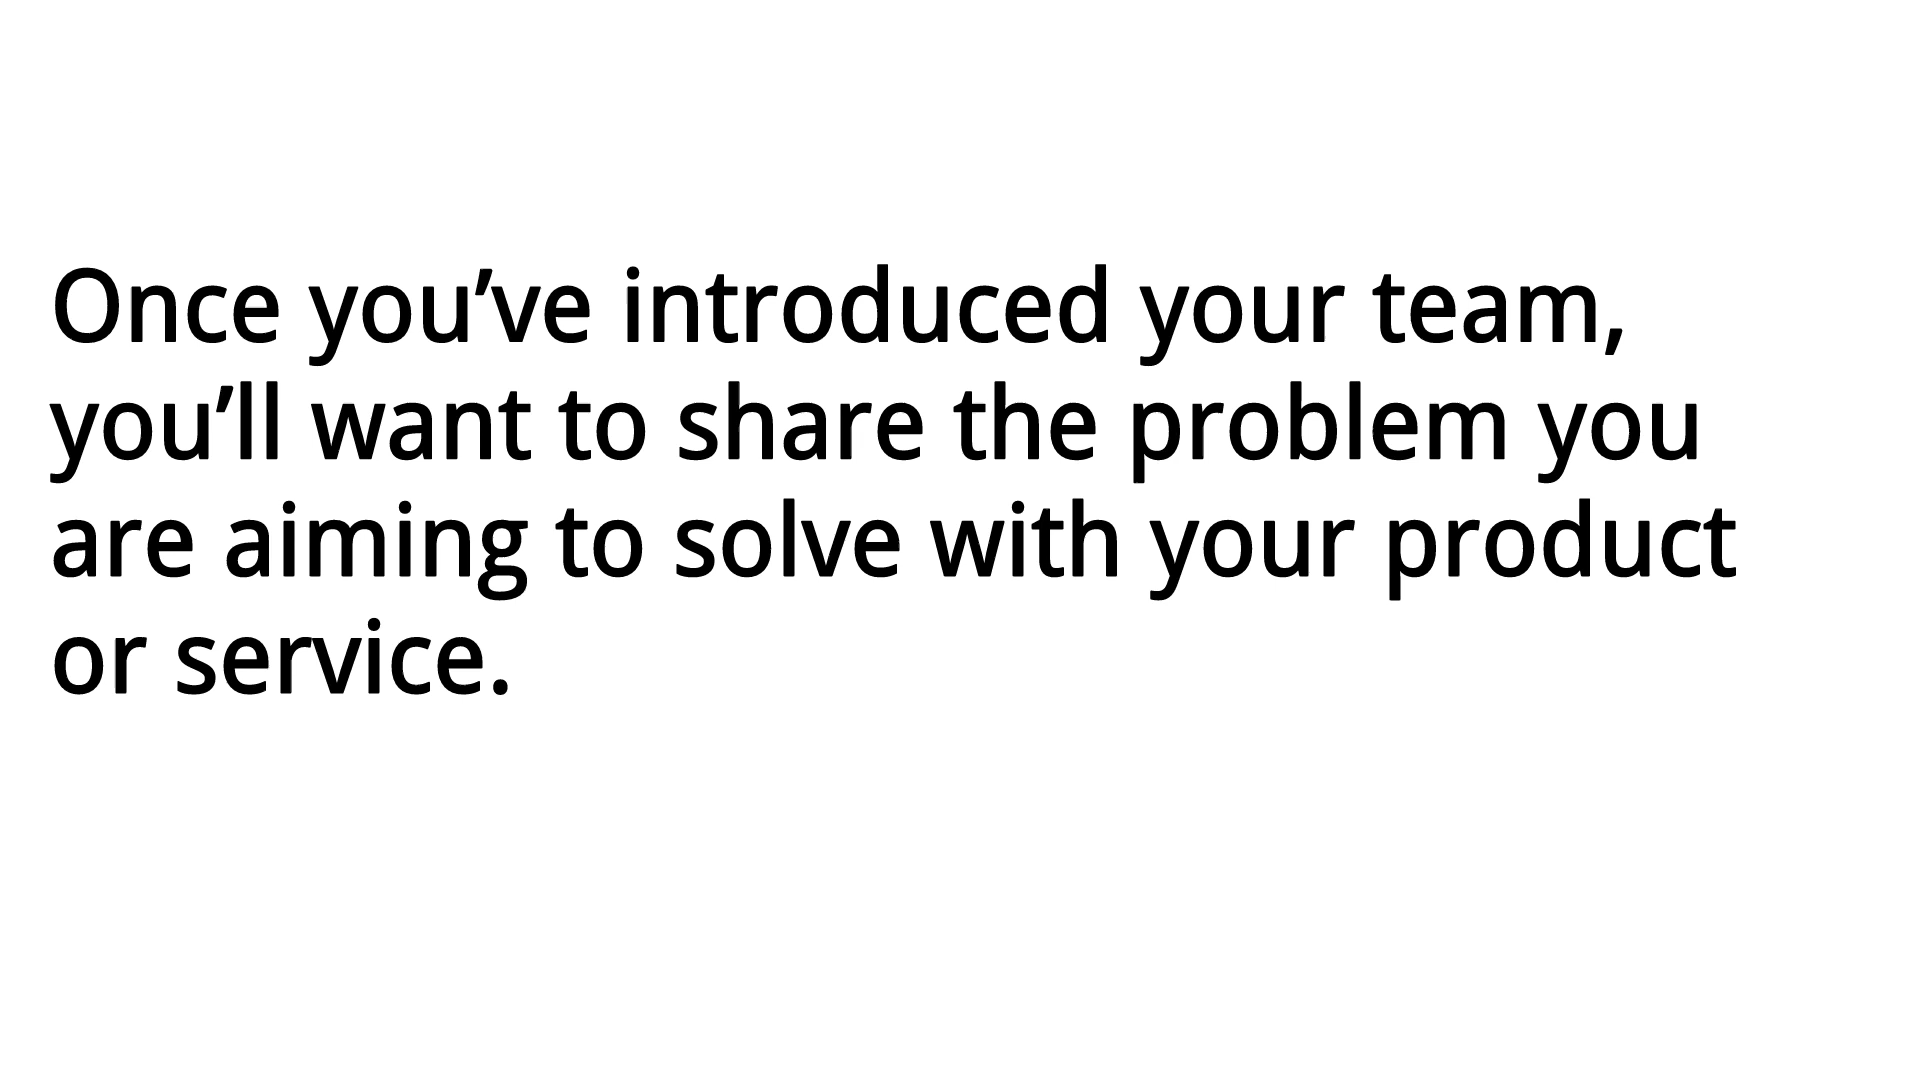 Once you’ve introduced your team,
you’ll want to share the problem you
are aiming to solve with your product
or service.